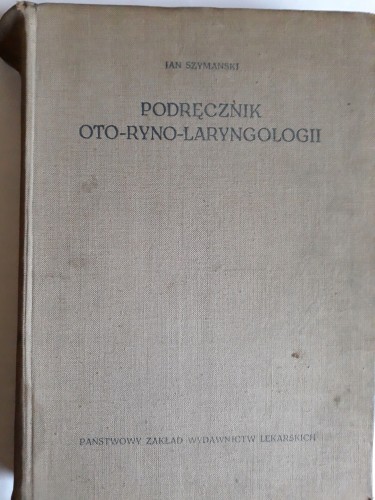 JAN SZYMAŃSKI
PODRĘCZNIK
OTO-RYNO-LARYNGOLOGII
PAŃSTWOWY ZAKŁAD WYDAWNICTW LEKARSKICH